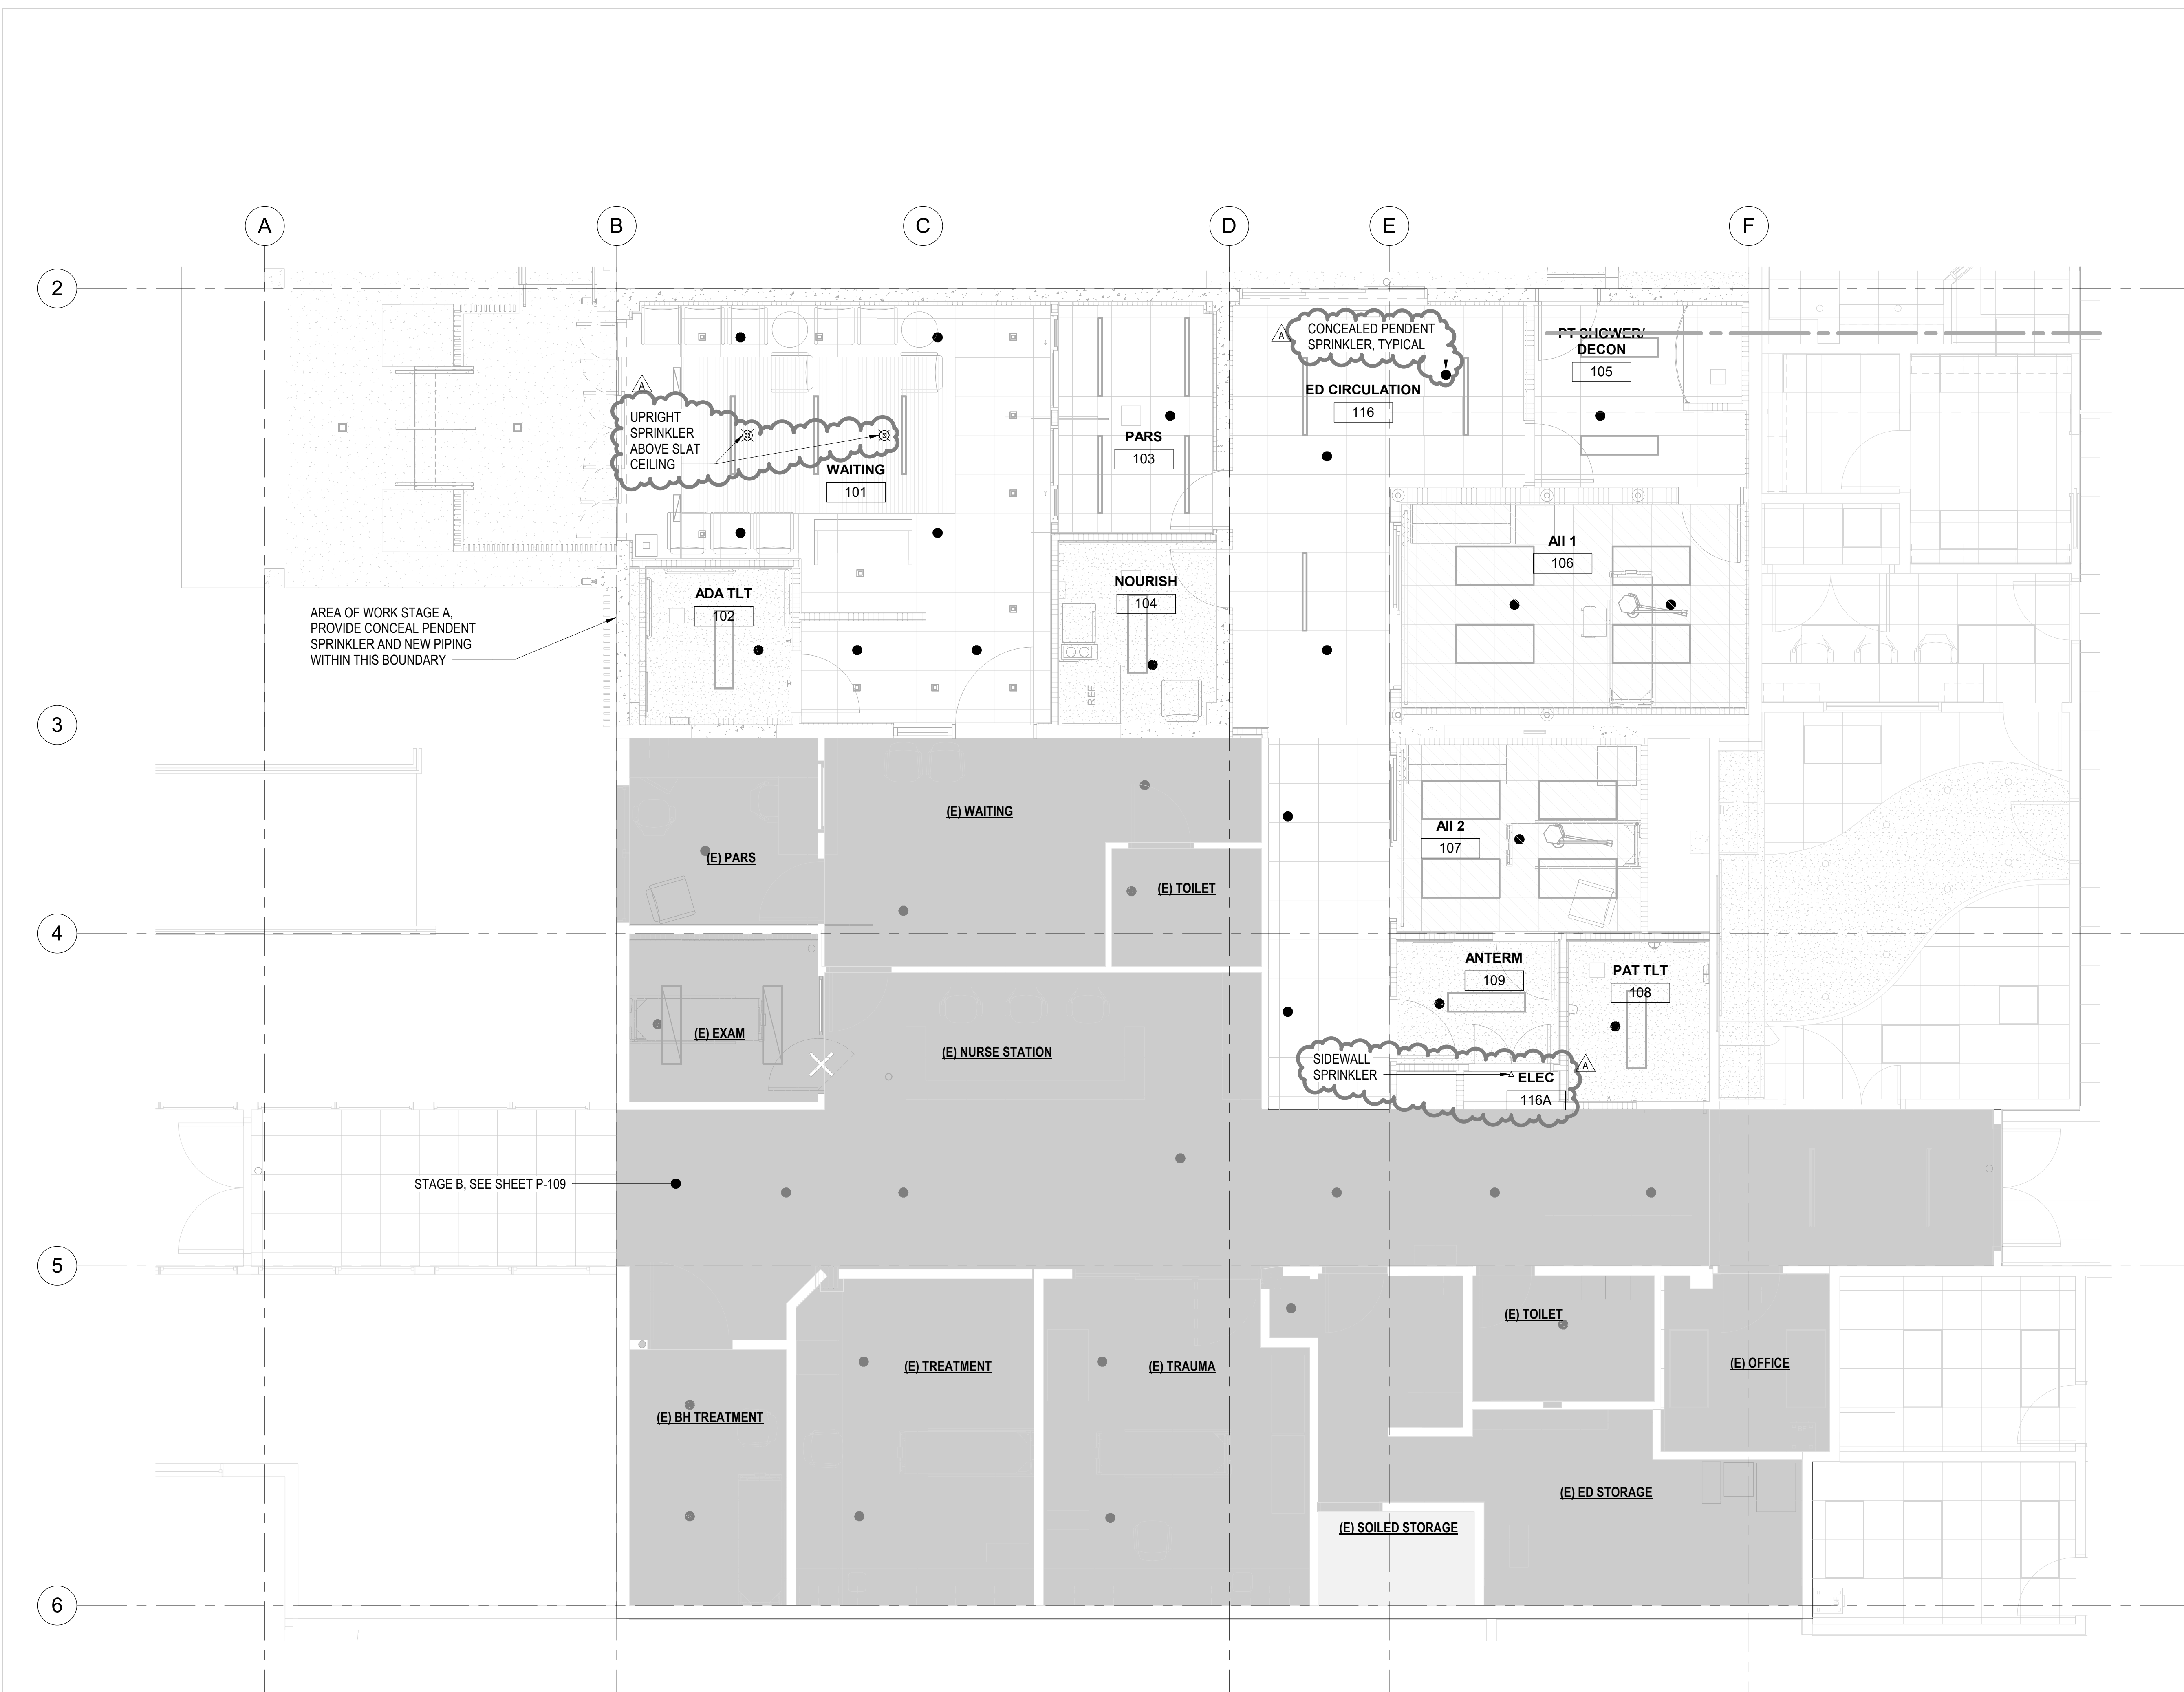 A
B
C
D
E
F
2
A
CONCEALED PENDENT
SPRINKLER, TYPICAL
PT SHOWER/
DECON
105
A
UPRIGHT
SPRINKLER
ABOVE SLAT
CEILING
ED CIRCULATION
116
PARS
103
WAITING
101
All 1
106
NOURISH
104
ADA TLT
102
AREA OF WORK STAGE A,
PROVIDE CONCEAL PENDENT
SPRINKLER AND NEW PIPING
WITHIN THIS BOUNDARY
REF.
3
(E) WAITING
All 2
107
(E) PARS
(E) TOILET
4
ANTERM
109
PAT TLT
108
(E) EXAM
(E) NURSE STATION
SIDEWALL
SPRINKLER
A
ELEC
116A
STAGE B, SEE SHEET P-109
5
(E) TOILET
(E) TREATMENT
(E) TRAUMA
(E) OFFICE
(E) BH TREATMENT
(E) ED STORAGE
(E) SOILED STORAGE
6